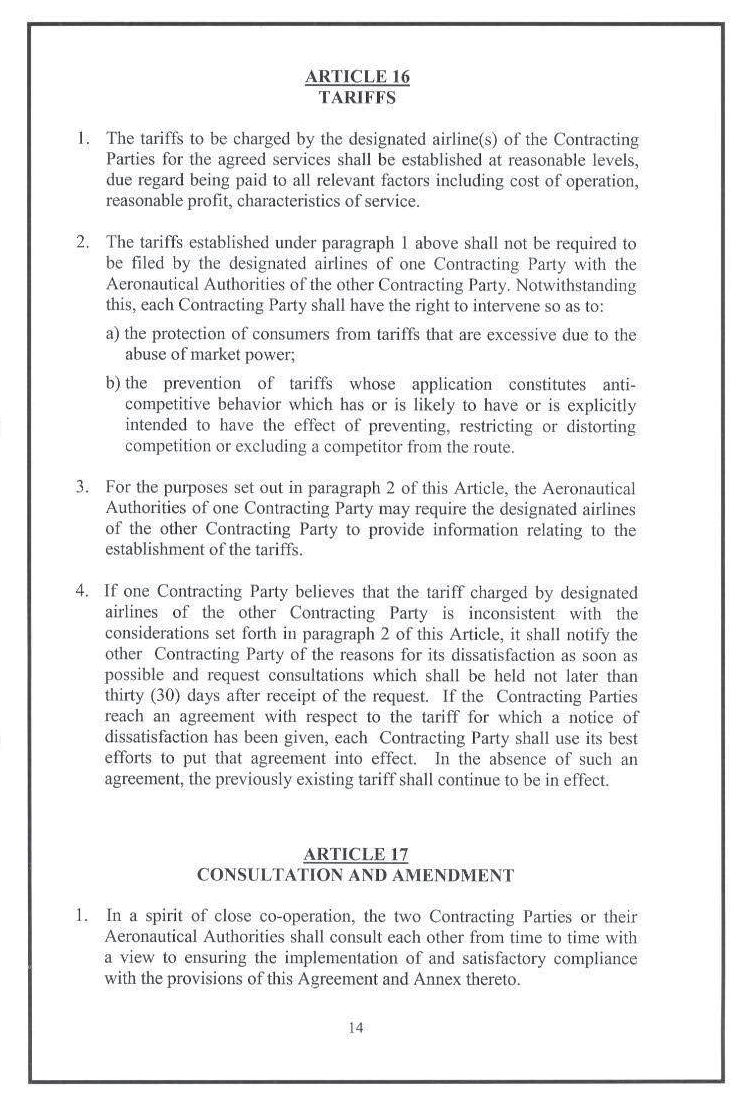 ARTICLE 16
TARIFFS
1. The tariffs to be charged by the designated airline(s) of the Contracting
Parties for the agreed services shall be established at reasonable levels,
due regard being paid to all relevant factors including cost of operation,
reasonable profit, characteristics of service.
2. The tariffs established under paragraph 1 above shall not be required to
be filed by the designated airlines of one Contracting Party with the
Aeronautical Authorities of the other Contracting Party. Notwithstanding
this, each Contracting Party shall have the right to intervene so as to:
a) the protection of consumers from tariffs that are excessive due to the
abuse of market power;
b) the prevention of tariffs whose application constitutes anti-
competitive behavior which has or is likely to have or is explicitly
intended to have the effect of preventing, restricting or distorting
competition or excluding a competitor from the route.
3. For the purposes set out in paragraph 2 of this Article, the Aeronautical
Authorities of one Contracting Party may require the designated airlines
of the other Contracting Party to provide information relating to the
establishment of the tariffs.
4. If one Contracting Party believes that the tariff charged by designated
airlines of the other Contracting Party is inconsistent with the
considerations set forth in paragraph 2 of this Article, it shall notify the
other Contracting Party of the reasons for its dissatisfaction as soon as
possible and request consultations which shall be held not later than
thirty (30) days after receipt of the request. If the Contracting Parties
reach an agreement with respect to the tariff for which a notice of
dissatisfaction has been given, each Contracting Party shall use its best
efforts to put that agreement into effect. In the absence of such an
agreement, the previously existing tariff shall continue to be in effect.
ARTICLE 17
CONSULTATION AND AMENDMENT
1. In a spirit of close co-operation, the two Contracting Parties or their
Aeronautical Authorities shall consult each other from time to time with
a view to ensuring the implementation of and satisfactory compliance
with the provisions of this Agreement and Annex thereto.
14